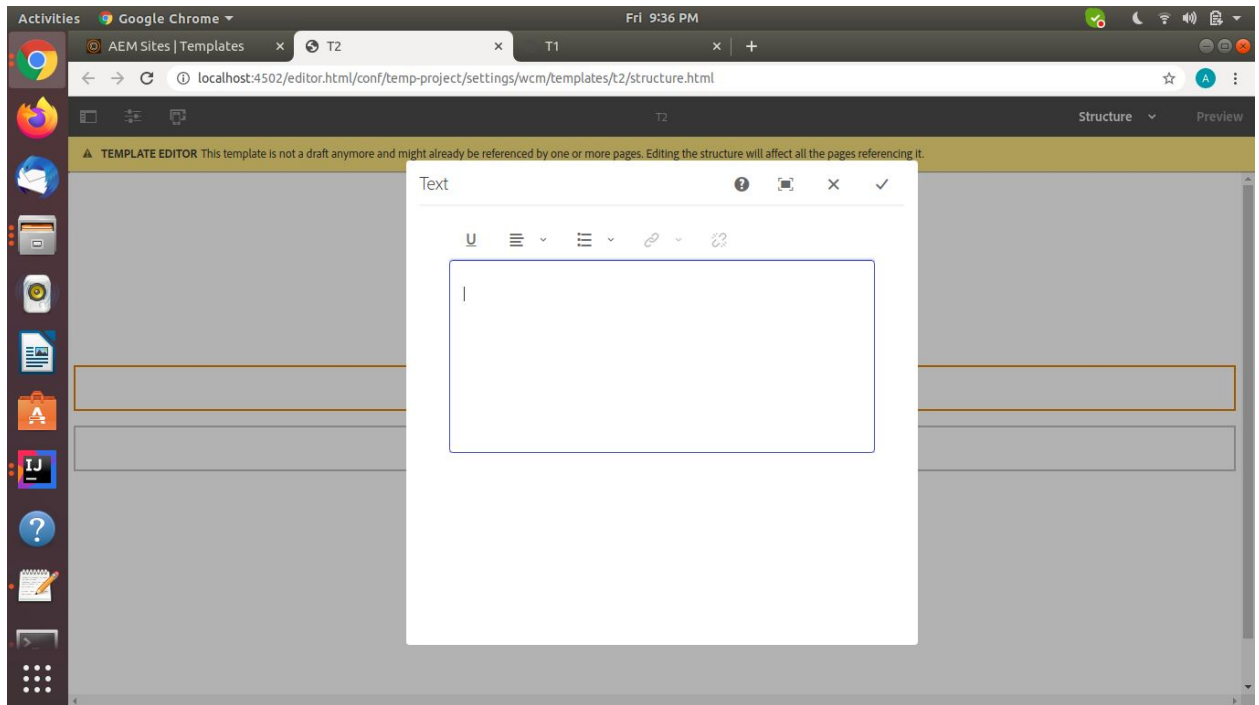 Activities Google Chrome Fri 9:36 PM
AEM Sites | Templates T2 T1
localhost:4502/editor.html/conf/temp-project/settings/wcm/templates/t2/structure.html A
T2 Structure Preview
TEMPLATE EDITOR This template is not a draft anymore and might already be referenced by one or more pages. Editing the structure will affect all the pages referencing it.
Text
U
IJ